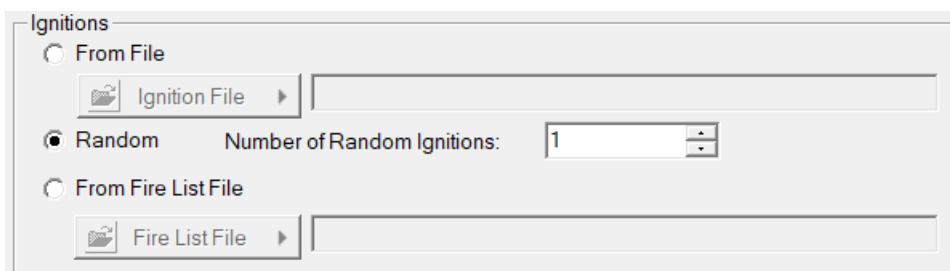 Ignitions
From File
Ignition File
Random Number of Random Ignitions: 1
From Fire List File
Fire List File